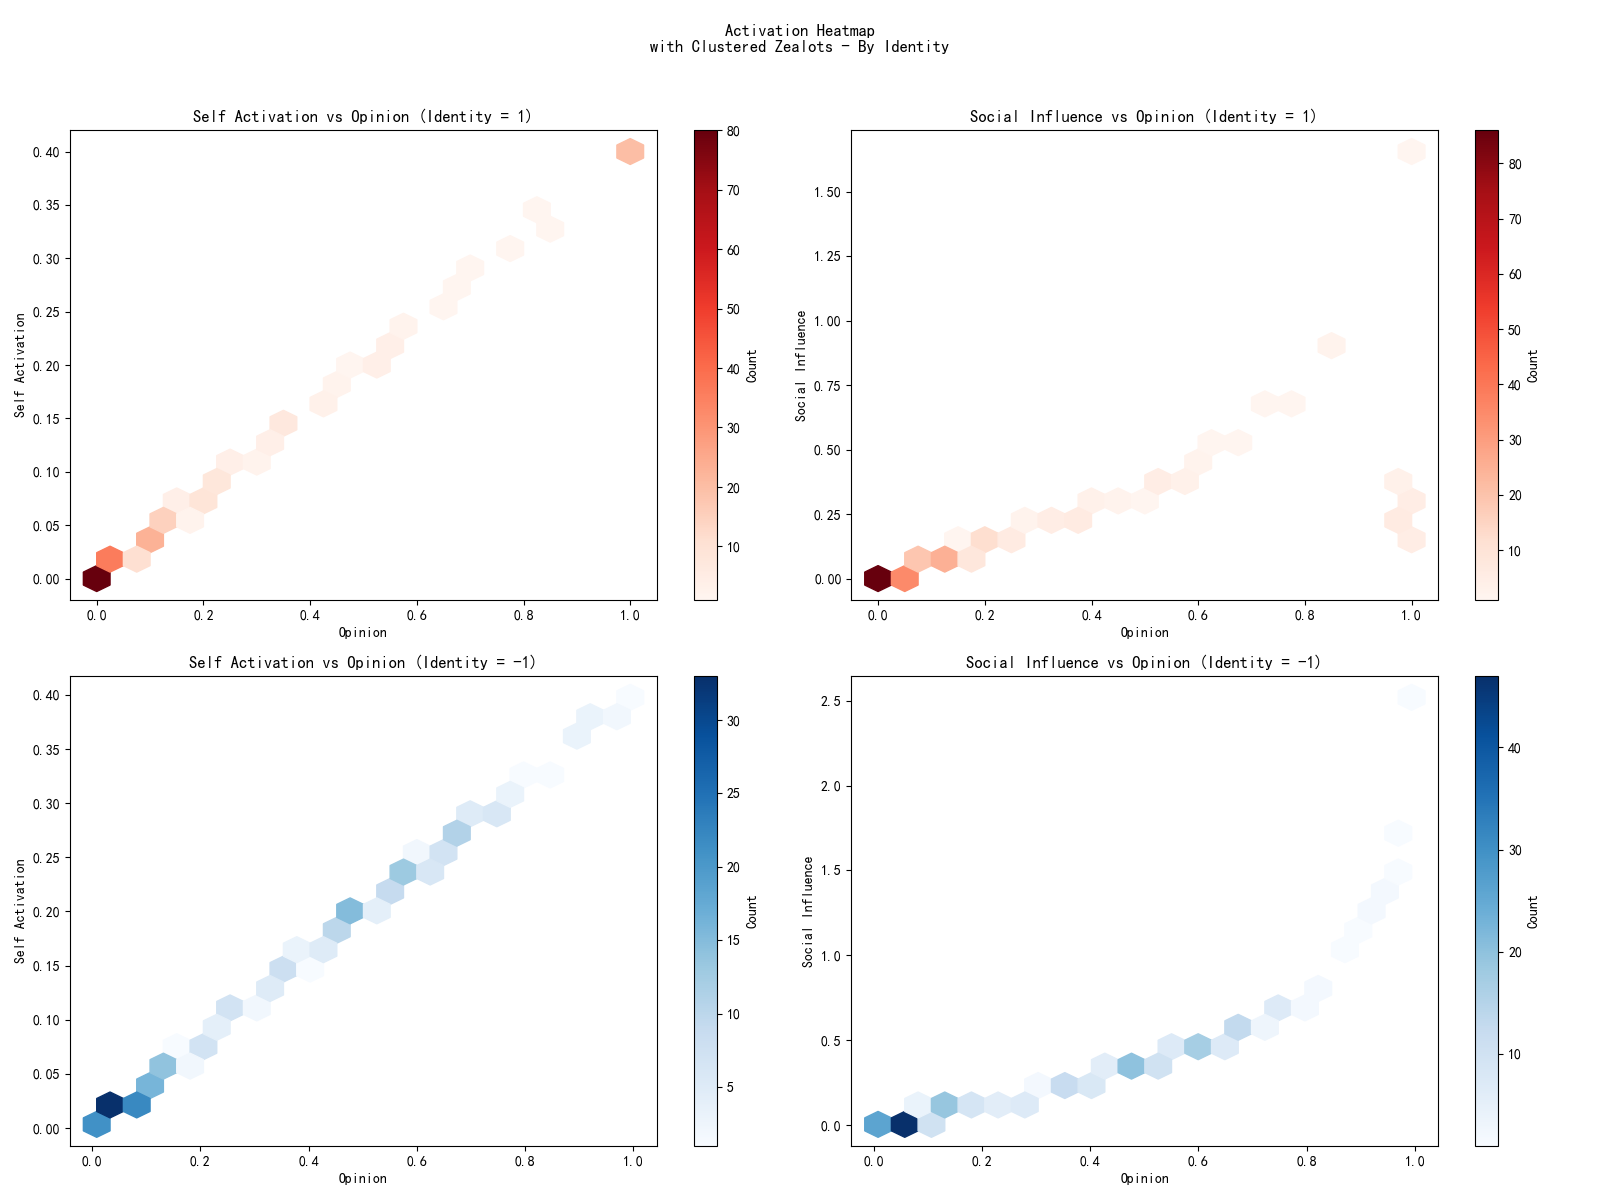 Activation Heatmap
with Clustered Zealots - By Identity
Self Activation vs Opinion (Identity = 1)
Self Activation
0.40
0.35
0.30
0.25
0.20
0.15
0.10
0.05
0.00
0.0 0.2 0.4 0.6 0.8 1.0
Opinion
80
70
60
50
40
30
20
10
Count
Social Influence vs Opinion (Identity = 1)
Social Influence
1.50
1.25
1.00
0.75
0.50
0.25
0.00
0.0 0.2 0.4 0.6 0.8 1.0
Opinion
80
70
60
50
40
30
20
10
Count
Self Activation vs Opinion (Identity = -1)
Self Activation
0.40
0.35
0.30
0.25
0.20
0.15
0.10
0.05
0.00
0.0 0.2 0.4 0.6 0.8 1.0
Opinion
30
25
20
15
10
5
Count
Social Influence vs Opinion (Identity = -1)
Social Influence
2.5
2.0
1.5
1.0
0.5
0.0
0.0 0.2 0.4 0.6 0.8 1.0
Opinion
40
30
20
10
Count